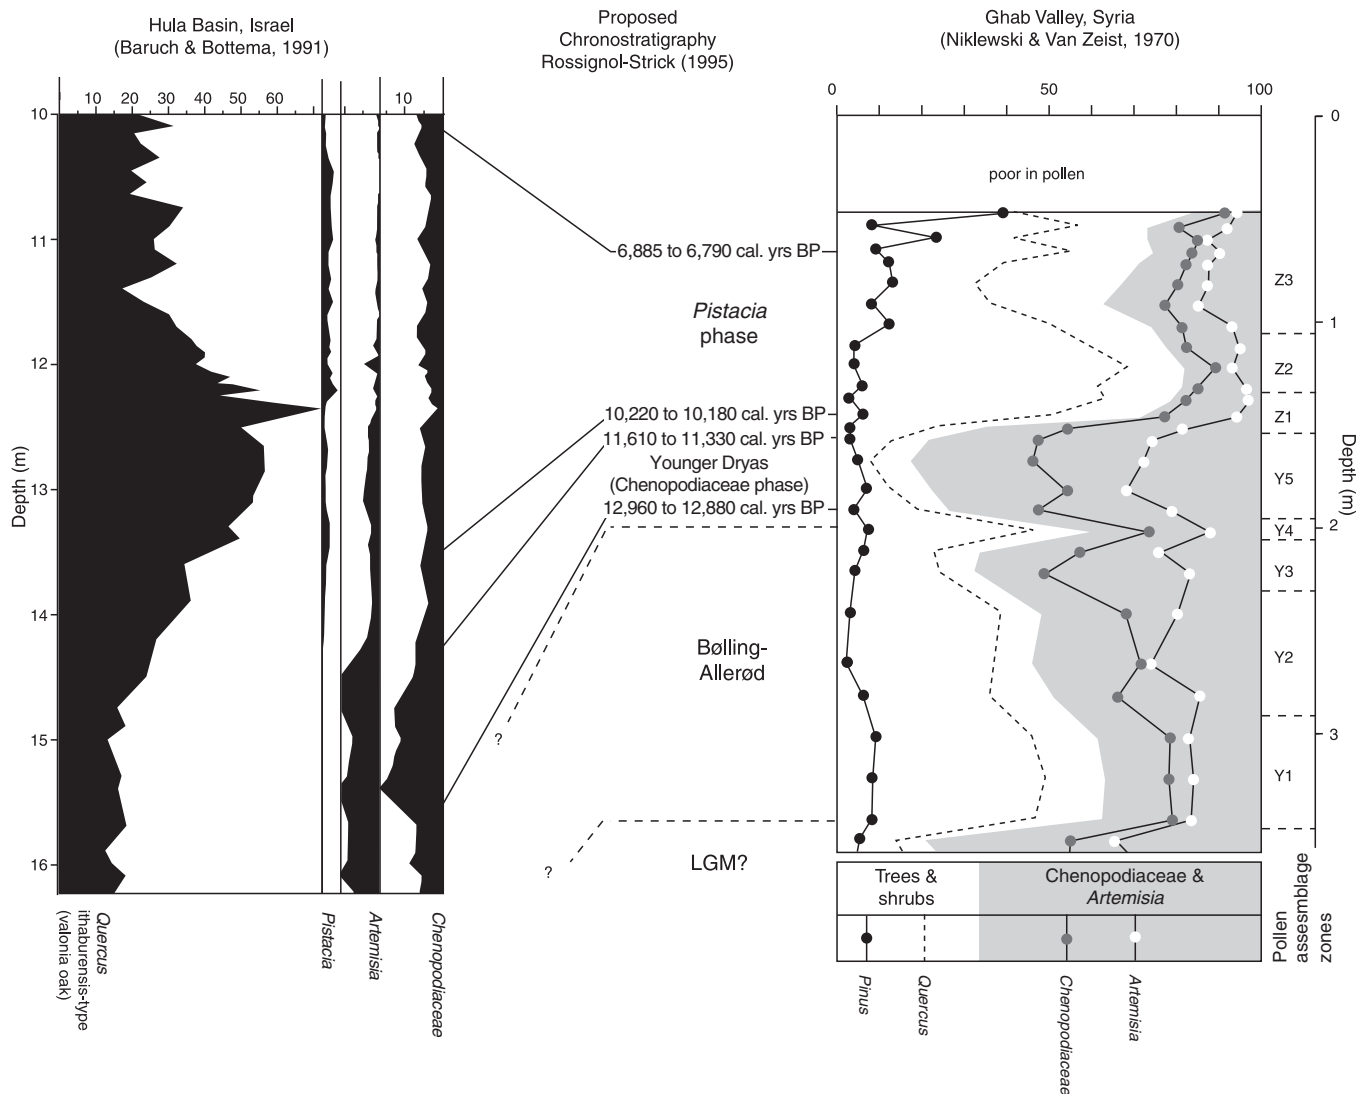 Hula Basin, Israel
(Baruch & Bottema, 1991)
Proposed
Chronostratigraphy
Rossignol-Strick (1995)
Ghab Valley, Syria
(Niklewski & Van Zeist, 1970)
10 20 30 40 50 60
10
0 50 100
10
11
12
13
14
15
16
Depth (m)
poor in pollen
6,885 to 6,790 cal. yrs BP
Pistacia
phase
10,220 to 10,180 cal. yrs BP
11,610 to 11,330 cal. yrs BP
Younger Dryas
(Chenopodiaceae phase)
12,960 to 12,880 cal. yrs BP
Bølling-
Allerød
LGM?
?
?
Z3
Z2
Z1
Y5
Y4
Y3
Y2
Y1
0
1
2
3
Depth (m)
Quercus
ithaburensis-type
(valonia oak)
Pistacia
Artemisia
Chenopodiaceae
Trees &
shrubs
Chenopodiaceae &
Artemisia
Pinus
Quercus
Chenopodiaceae
Artemisia
Pollen
assesmblage
zones